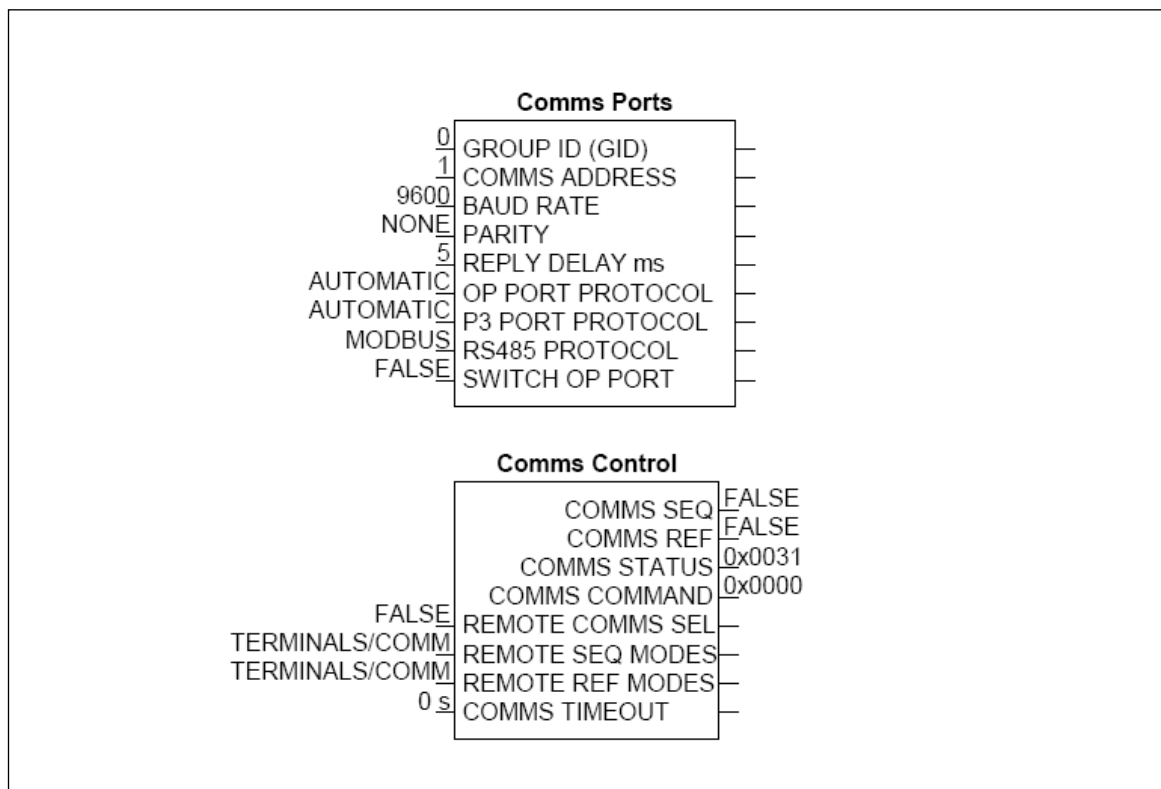 Comms Ports
0 GROUP ID (GID)
1 COMMS ADDRESS
9600 BAUD RATE
NONE PARITY
5 REPLY DELAY ms
AUTOMATIC OP PORT PROTOCOL
AUTOMATIC P3 PORT PROTOCOL
MODBUS RS485 PROTOCOL
FALSE SWITCH OP PORT
Comms Control
COMMS SEQ FALSE
COMMS REF FALSE
COMMS STATUS 0x0031
COMMS COMMAND 0x0000
FALSE REMOTE COMMS SEL
TERMINALS/COMM REMOTE SEQ MODES
TERMINALS/COMM REMOTE REF MODES
0 s COMMS TIMEOUT